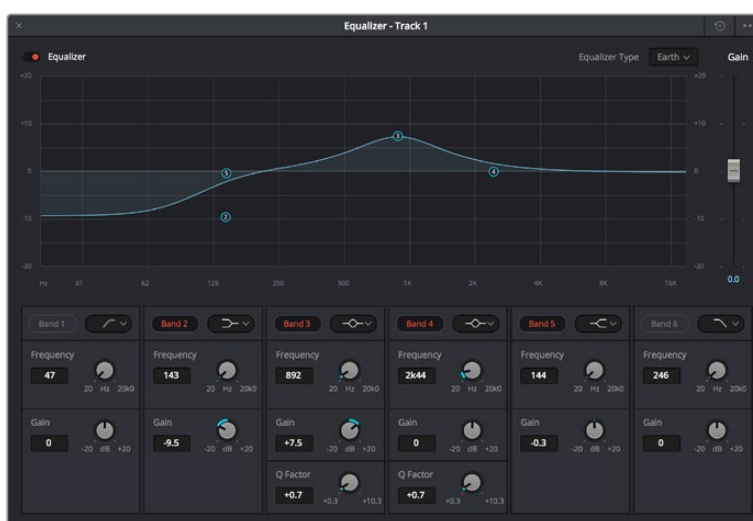 Equalizer - Track 1
Equalizer
Equalizer Type Earth Gain
+20 +20
+10 +10
0 0
-10 -10
-20 -20
Hz 31 62 125 250 500 1K 2K 4K 8K 16K 0.0
5 3 4
2
Band 1 Band 2 Band 3 Band 4 Band 5 Band 6
Frequency Frequency Frequency Frequency Frequency Frequency
47 143 892 2k44 144 246
20 Hz 20k0 20 Hz 20k0 20 Hz 20k0 20 Hz 20k0 20 Hz 20k0 20 Hz 20k0
Gain Gain Gain Gain Gain Gain
0 -9.5 +7.5 0 -0.3 0
-20 dB +20 -20 dB +20 -20 dB +20 -20 dB +20 -20 dB +20 -20 dB +20
Q Factor Q Factor
+0.7 +0.7
+0.3 +10.3 +0.3 +10.3